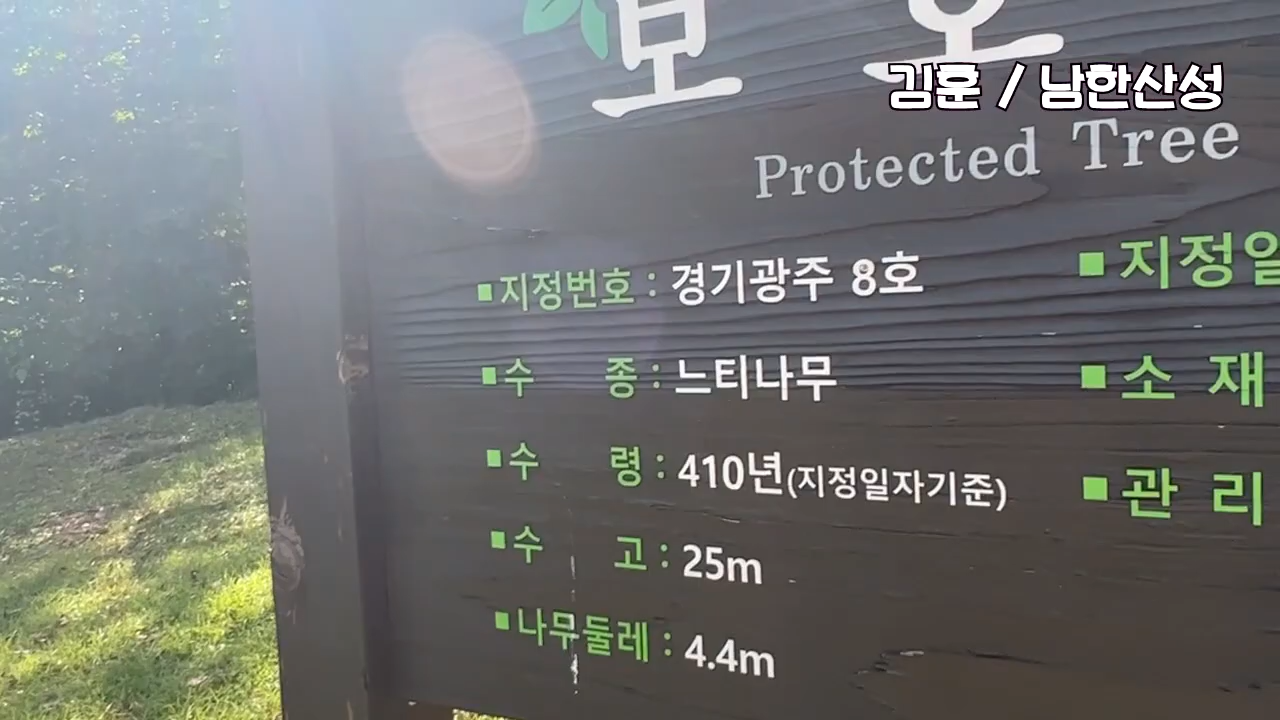 보 호
김훈 / 남한산성
Protected Tree
지정번호 : 경기광주 8호
수 종 : 느티나무
수 령 : 410년(지정일자기준)
수 고 : 25m
나무둘레 : 4.4m
지정일
소 재
관 리